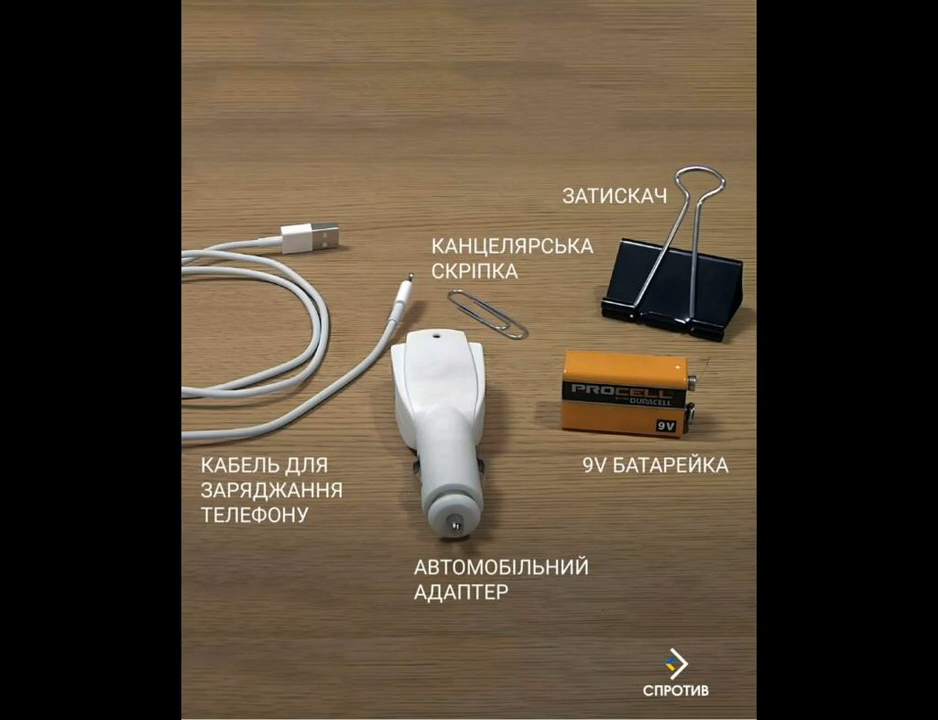 ЗАТИСКАЧ
КАНЦЕЛЯРСЬКА
СКРІПКА
PROCELL
DURACELL
9V
КАБЕЛЬ ДЛЯ
ЗАРЯДЖАННЯ
ТЕЛЕФОНУ
9V БАТАРЕЙКА
АВТОМОБІЛЬНИЙ
АДАПТЕР
СПРОТИВ